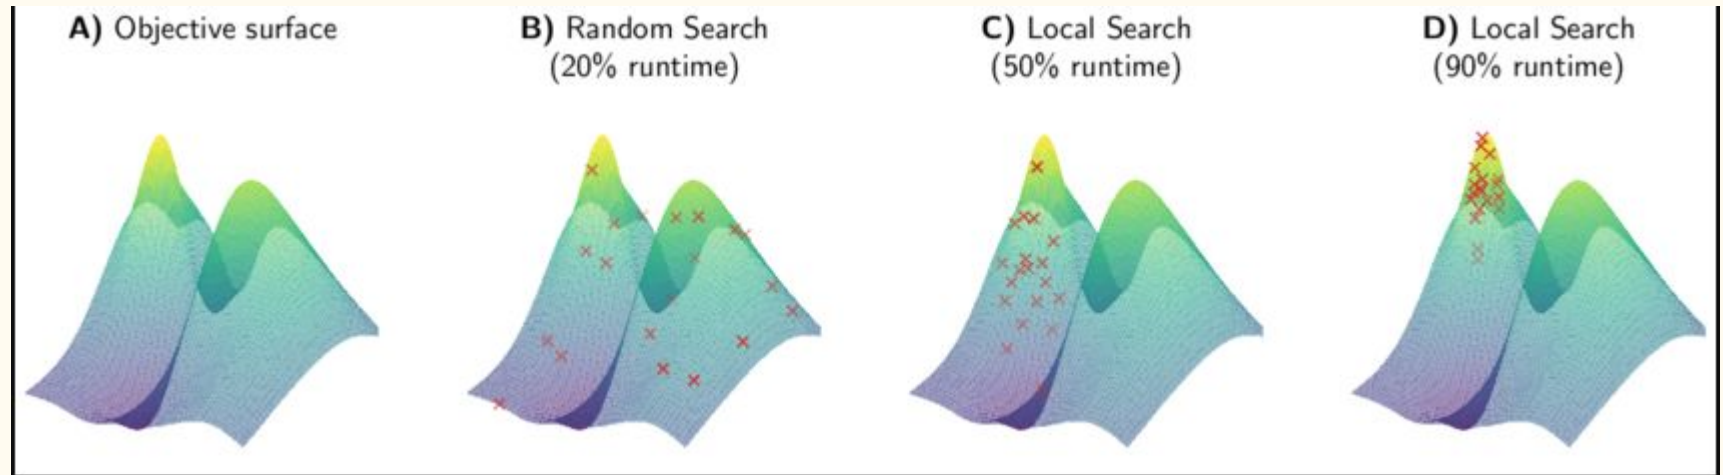 A) Objective surface
B) Random Search
(20% runtime)
C) Local Search
(50% runtime)
D) Local Search
(90% runtime)